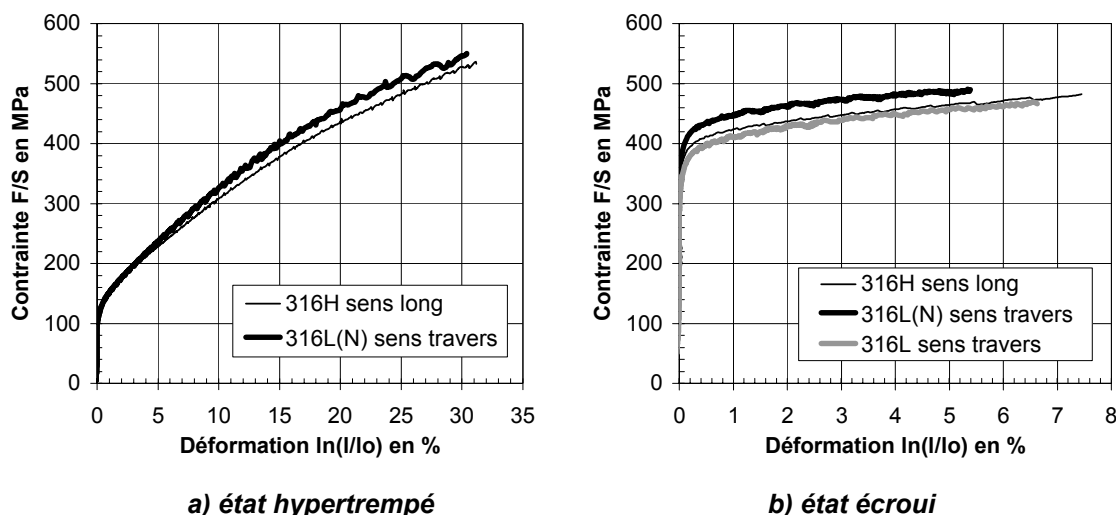 600
500
400
300
200
100
0
Contrainte F/S en MPa
316H sens long
316L(N) sens travers
0 5 10 15 20 25 30 35
Déformation ln(l/lo) en %
a) état hypertrempé
600
500
400
300
200
100
0
Contrainte F/S en MPa
316H sens long
316L(N) sens travers
316L sens travers
0 1 2 3 4 5 6 7 8
Déformation ln(l/lo) en %
b) état écroui